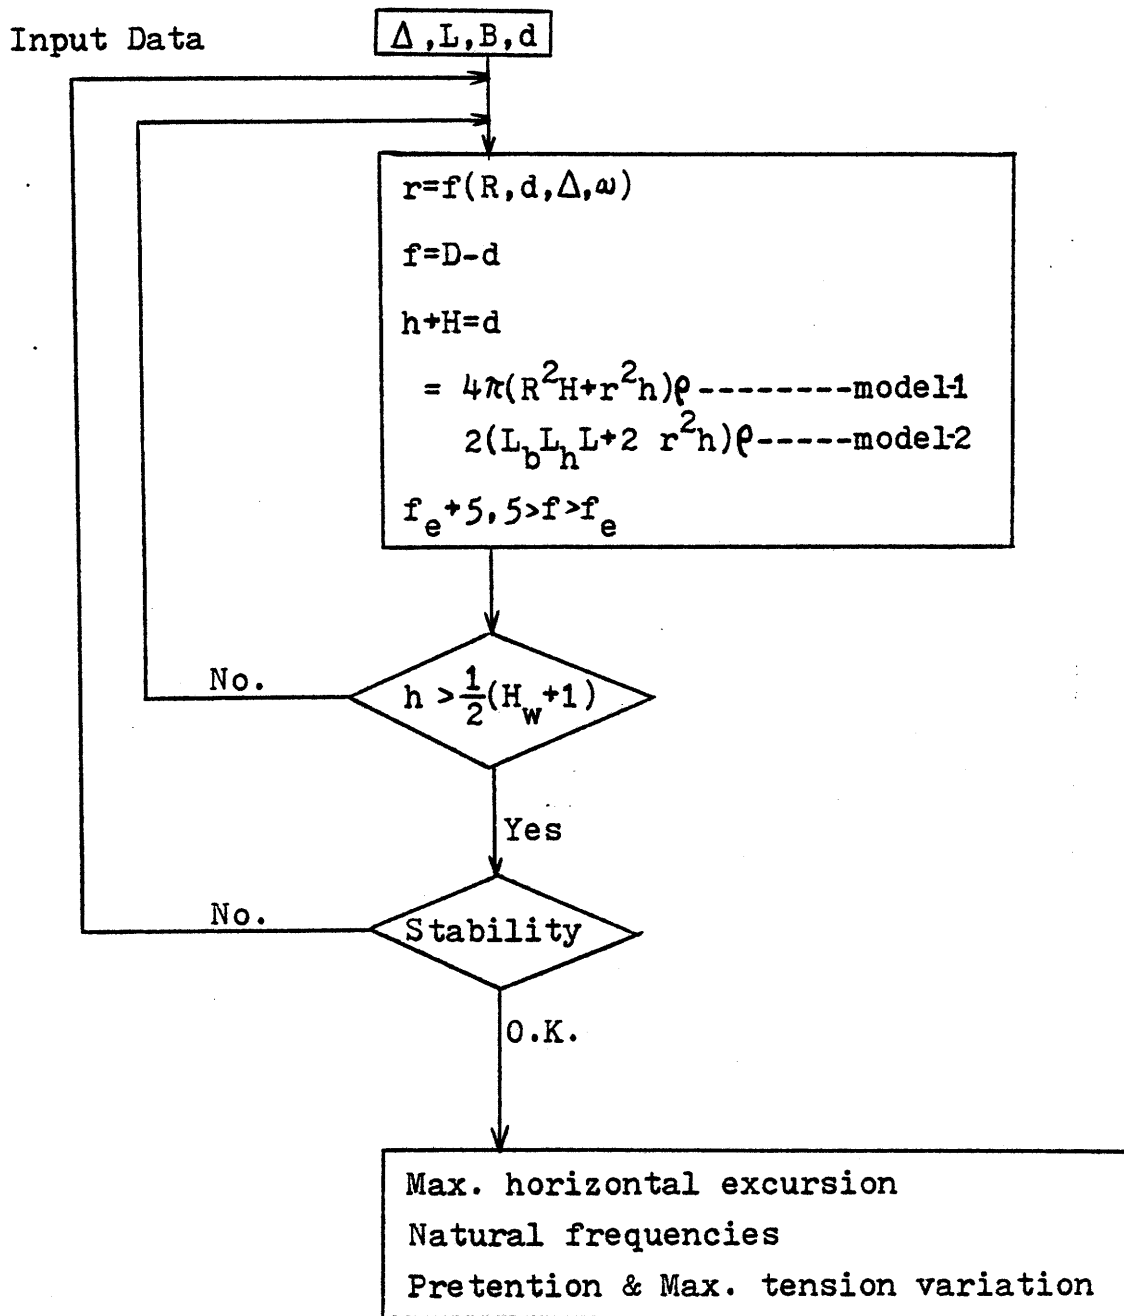 Input Data
Δ,L,B,d
r=f(R,d,Δ,ω)
f=D-d
h+H=d
= 4π(R²H+r²h)ρ--------model-1
2(L_bL_hL+2 r²h)ρ-----model-2
f_e+5,5>f>f_e
No.
h >1/2(H_w+1)
Yes
No.
Stability
O.K.
Max. horizontal excursion
Natural frequencies
Pretention & Max. tension variation